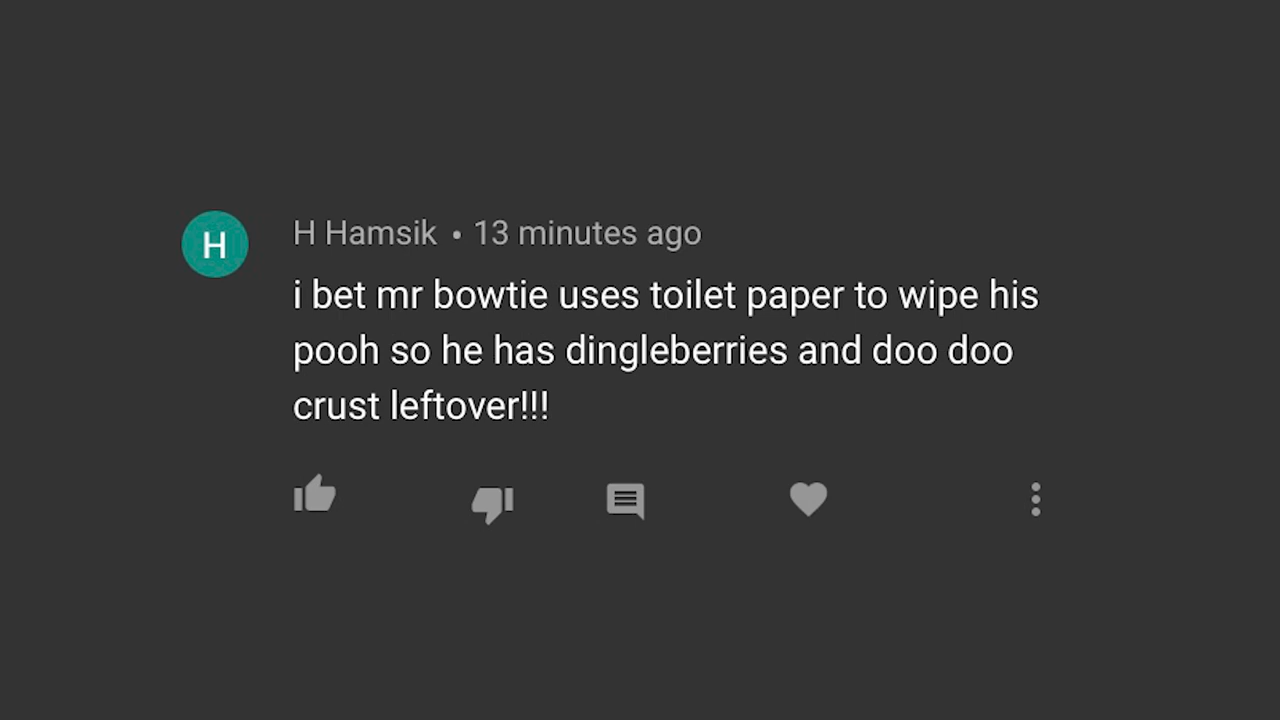 H
H Hamsik • 13 minutes ago
i bet mr bowtie uses toilet paper to wipe his
pooh so he has dingleberries and doo doo
crust leftover!!!